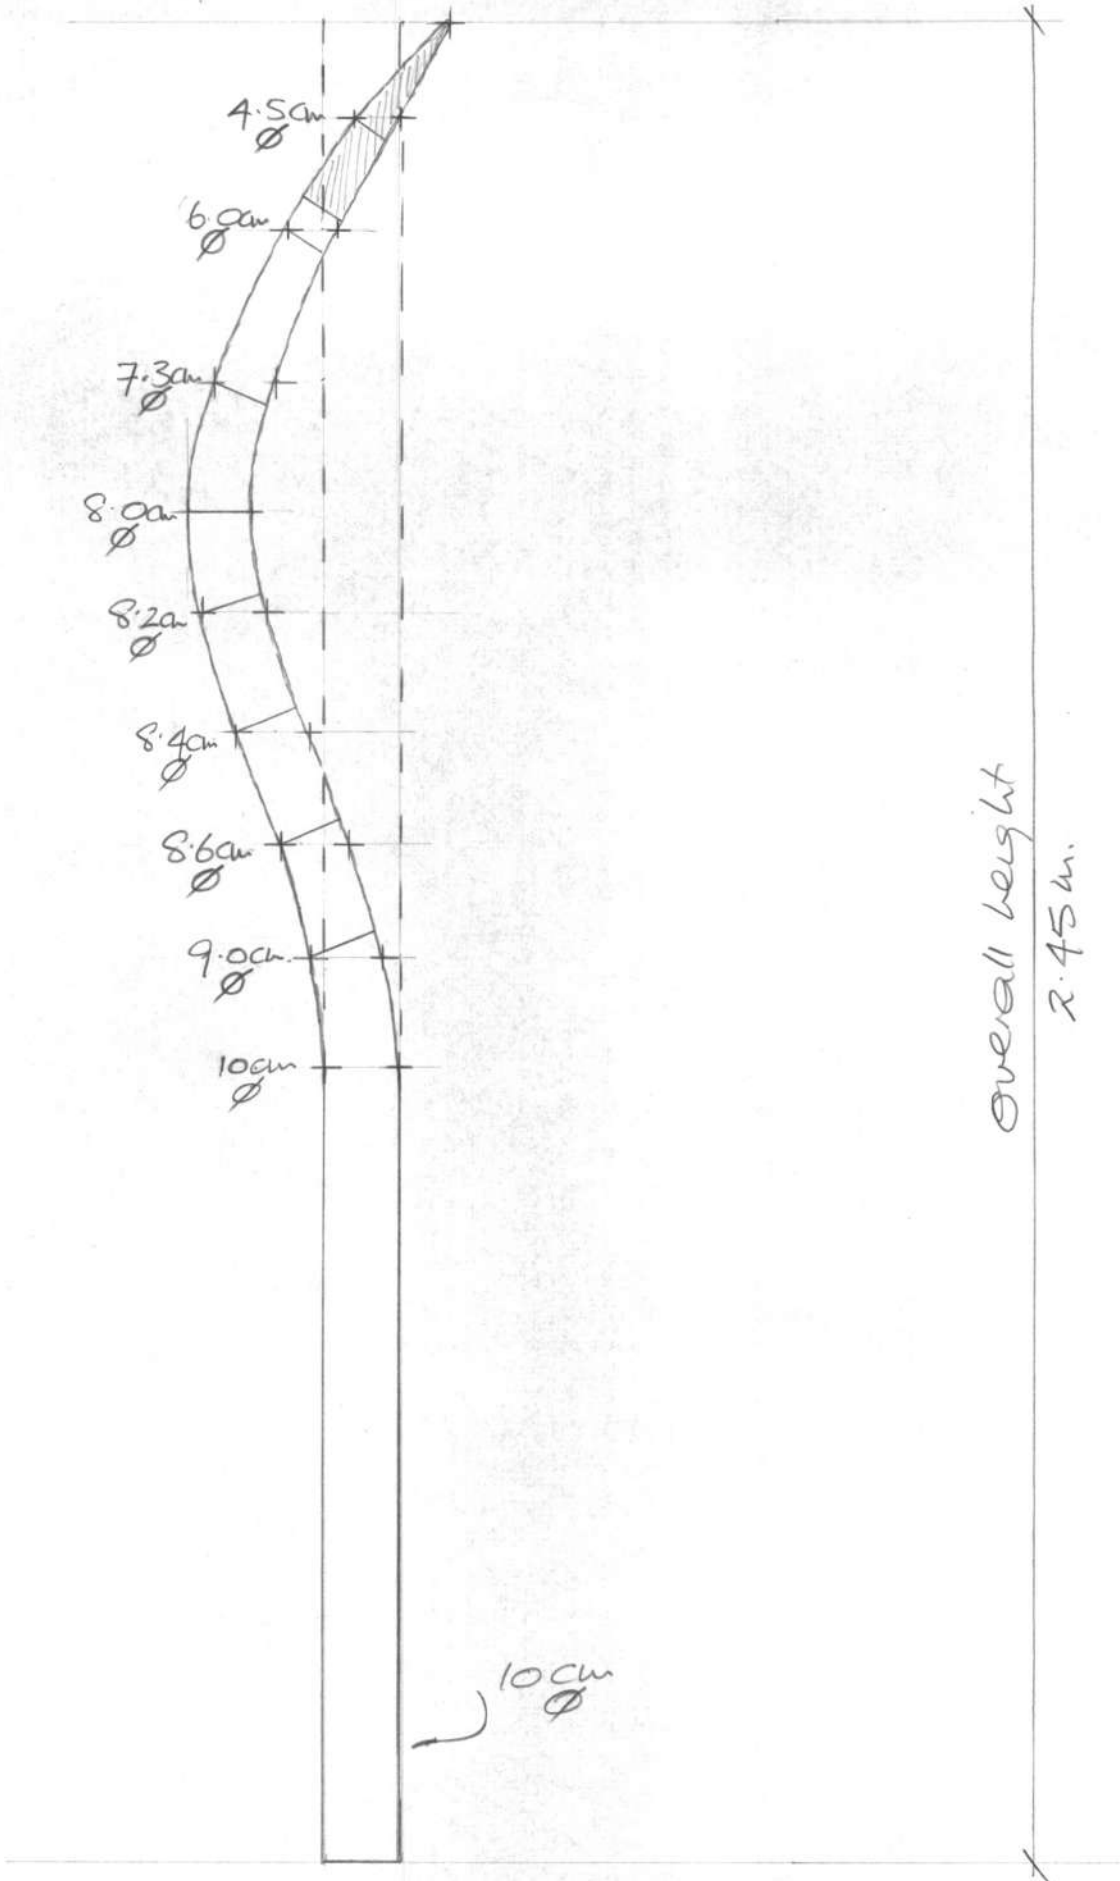 4.5cm
Ø
6.0cm
Ø
7.3cm
Ø
8.0cm
Ø
8.2cm
Ø
8.4cm
Ø
8.6cm
Ø
9.0cm.
Ø
10cm
Ø
10cm
Ø
Overall height
2.45m.